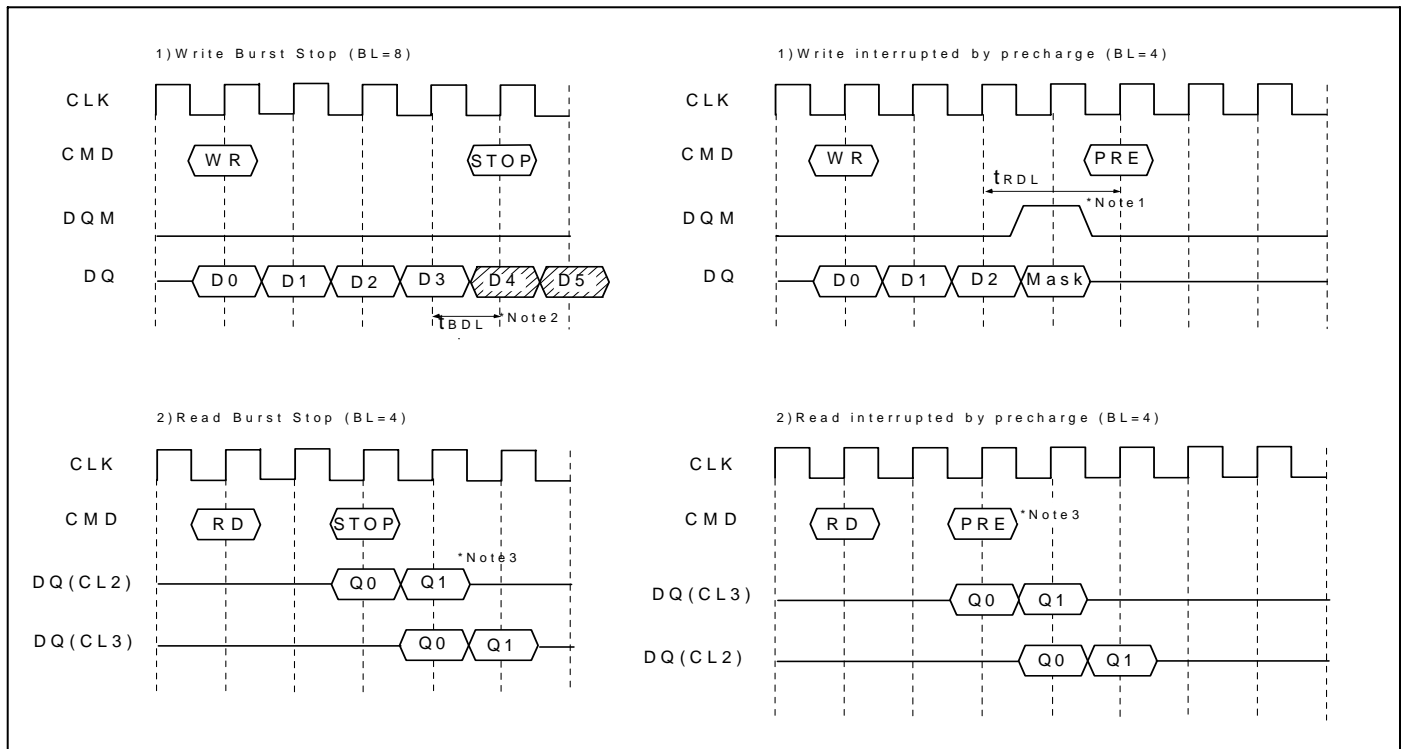 1)Write Burst Stop (BL=8)
CLK
CMD WR STOP
DQM
DQ D0 D1 D2 D3 D4 D5
tBDL *Note2
1)Write interrupted by precharge (BL=4)
CLK
CMD WR PRE
tRDL
DQM *Note1
DQ D0 D1 D2 Mask
2)Read Burst Stop (BL=4)
CLK
CMD RD STOP
*Note3
DQ(CL2) Q0 Q1
DQ(CL3) Q0 Q1
2)Read interrupted by precharge (BL=4)
CLK
CMD RD PRE *Note3
DQ(CL3) Q0 Q1
DQ(CL2) Q0 Q1